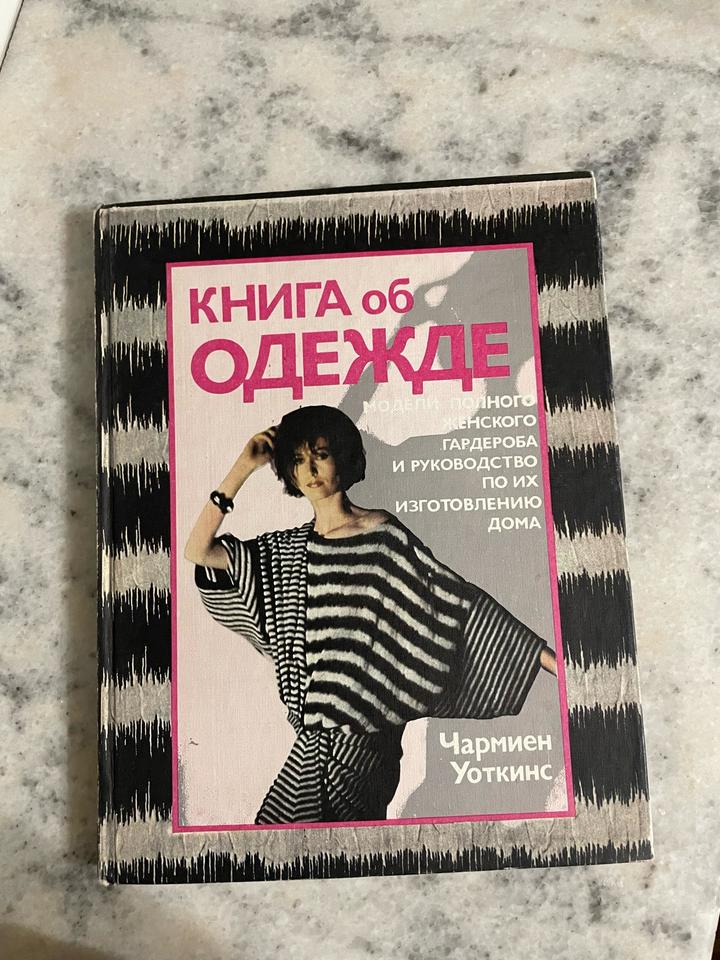 КНИГА об
ОДЕЖДЕ
МОДЕЛИ ПОЛНОГО
ЖЕНСКОГО
ГАРДЕРОБА
И РУКОВОДСТВО
ПО ИХ
ИЗГОТОВЛЕНИЮ
ДОМА
Чармиен
Уоткинс